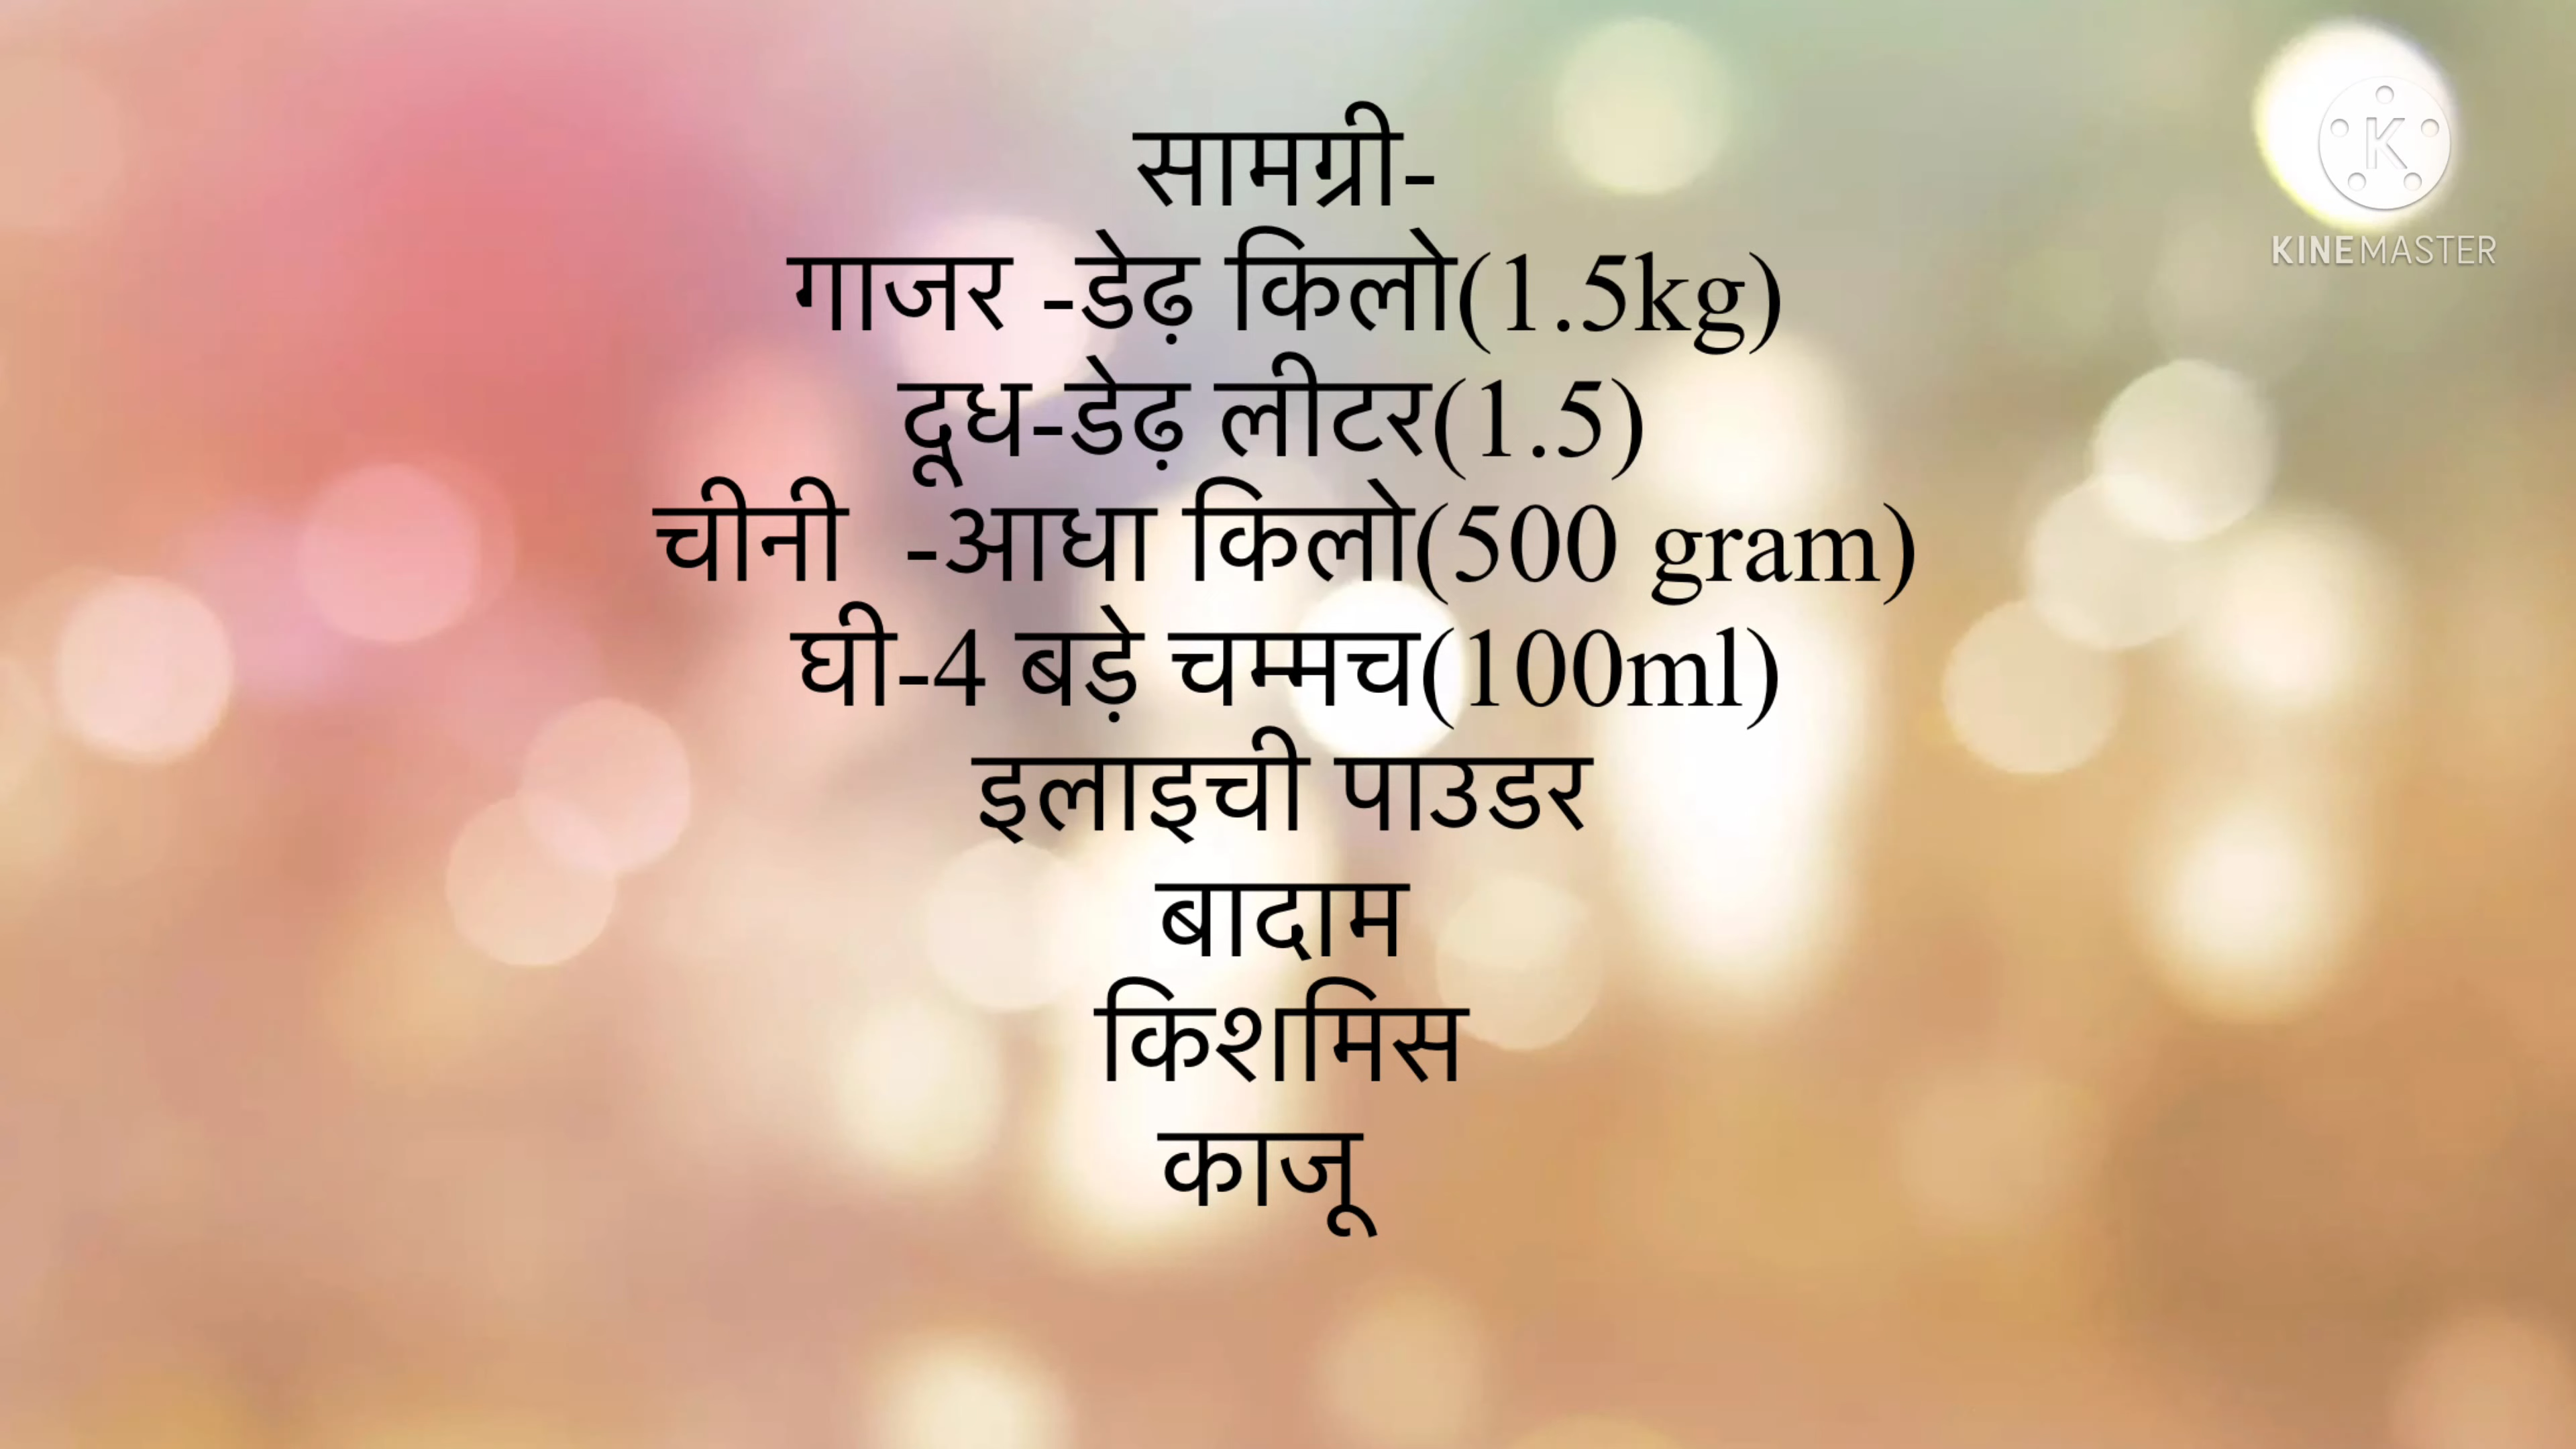 सामग्री-
गाजर -डेढ़ किलो(1.5kg)
दूध-डेढ़ लीटर(1.5)
चीनी  -आधा किलो(500 gram)
घी-4 बड़े चम्मच(100ml)
इलाइची पाउडर
बादाम
किशमिस
काजू
K
KINEMASTER